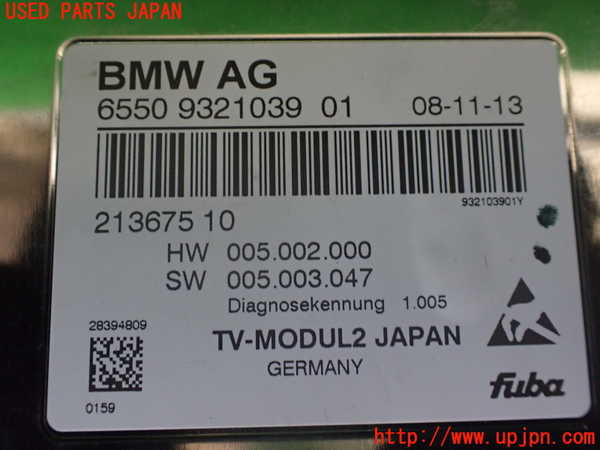 USED PARTS JAPAN
BMW AG
6550 9321039 01 08-11-13
932103901Y
213675 10
HW 005.002.000
SW 005.003.047
Diagnosekennung 1.005
28394809
TV-MODUL2 JAPAN
GERMANY
fuba
0159
http://www.upjpn.com/